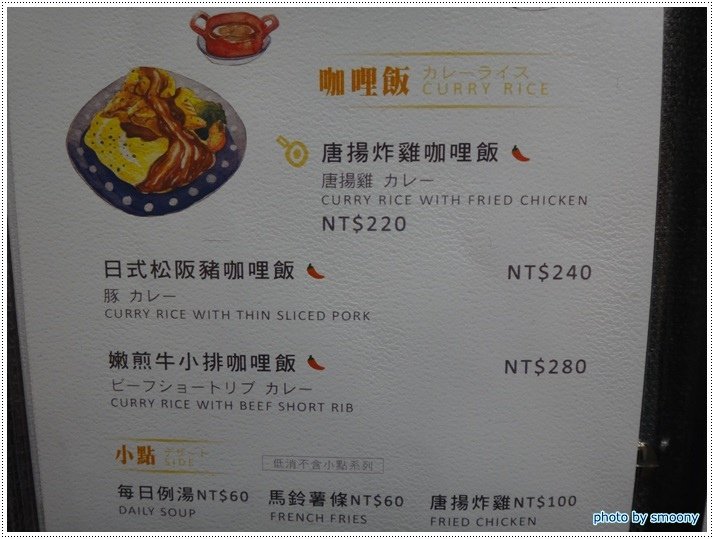 咖哩飯 カレーライス
CURRY RICE
唐揚炸雞咖哩飯
唐揚雞 カレー
CURRY RICE WITH FRIED CHICKEN
NT$220
日式松阪豬咖哩飯 NT$240
豚 カレー
CURRY RICE WITH THIN SLICED PORK
嫩煎牛小排咖哩飯 NT$280
ビーフショートリブ カレー
CURRY RICE WITH BEEF SHORT RIB
小點 デザート
SIDE
低消不含小點系列
每日例湯NT$60 馬鈴薯條NT$60 唐揚炸雞NT$100
DAILY SOUP FRENCH FRIES FRIED CHICKEN
photo by smoony